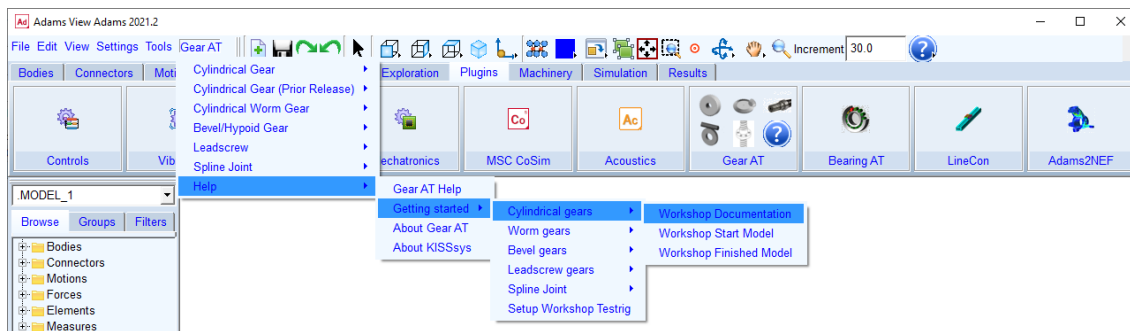 Ad Adams View Adams 2021.2
File Edit View Settings Tools Gear AT Increment 30.0
Bodies Connectors Moti Exploration Plugins Machinery Simulation Results
Cylindrical Gear
Cylindrical Gear (Prior Release)
Cylindrical Worm Gear
Bevel/Hypoid Gear
Leadscrew
Spline Joint
Help
Co
Ac
Controls Vib echatronics MSC CoSim Acoustics Gear AT Bearing AT LineCon Adams2NEF
.MODEL_1
Browse Groups Filters
Bodies
Connectors
Motions
Forces
Elements
Measures
Gear AT Help
Getting started
About Gear AT
About KISSsys
Cylindrical gears
Worm gears
Bevel gears
Leadscrew gears
Spline Joint
Setup Workshop Testrig
Workshop Documentation
Workshop Start Model
Workshop Finished Model